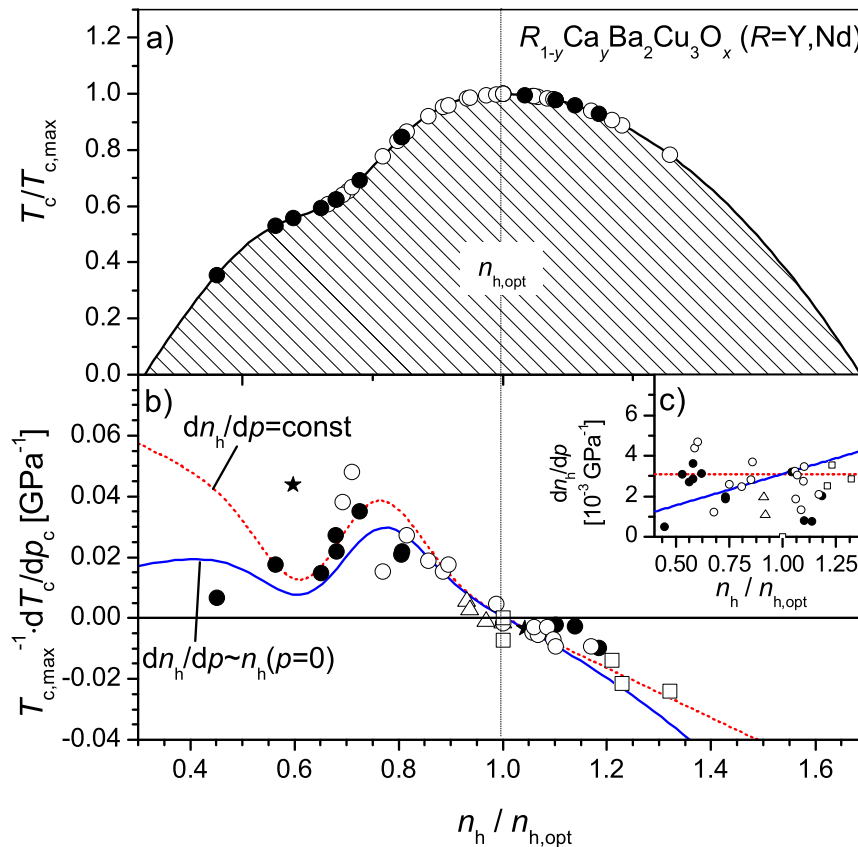 a)
R1-yCayBa2Cu3Ox (R=Y,Nd)
1.2
1.0
0.8
0.6
0.4
0.2
0.0
Tc/Tc,max
nh,opt
b)
dnh/dp=const
dnh/dp~nh(p=0)
0.06
0.04
0.02
0.00
-0.02
-0.04
Tc,max-1·dTc/dpc [GPa-1]
c)
6
4
2
0
dnh/dp
[10-3 GPa-1]
0.50 0.75 1.00 1.25
nh / nh,opt
0.4 0.6 0.8 1.0 1.2 1.4 1.6
nh / nh,opt